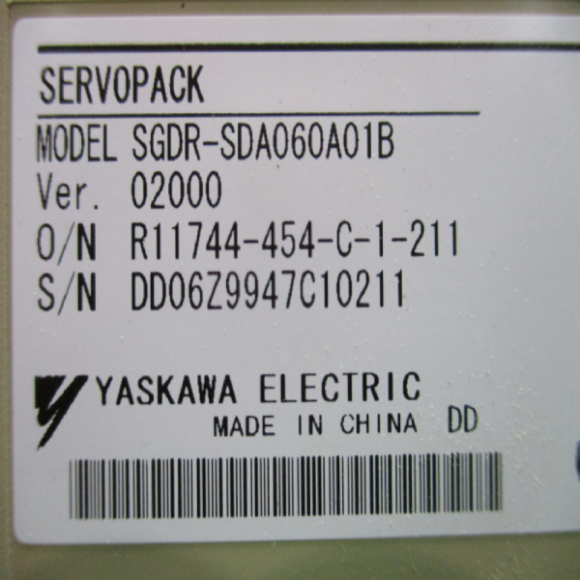 SERVOPACK
MODEL SGDR-SDA060A01B
Ver. 02000
O/N R11744-454-C-1-211
S/N DD06Z9947C10211
YASKAWA ELECTRIC
MADE IN CHINA DD